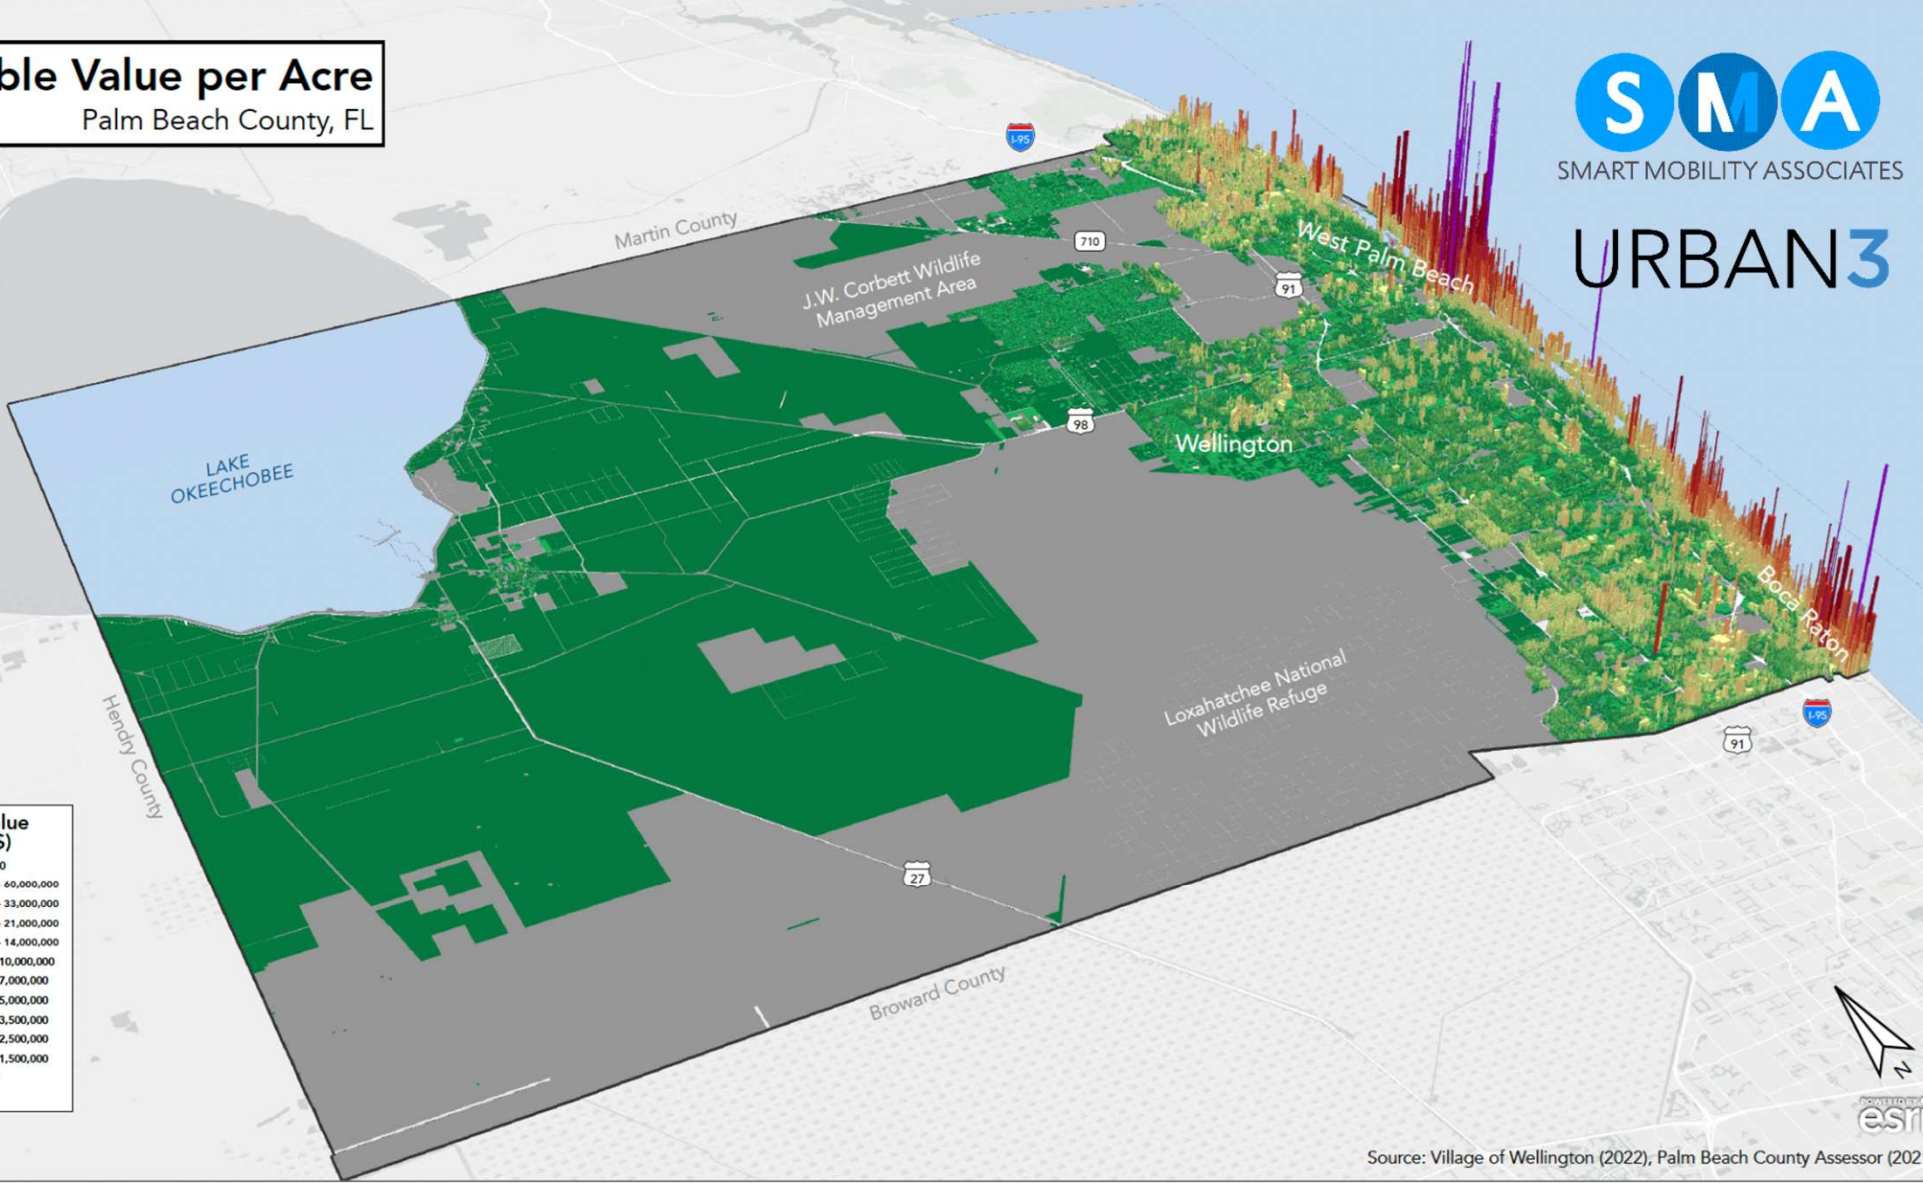 ble Value per Acre
Palm Beach County, FL
SMA
SMART MOBILITY ASSOCIATES
URBAN3
I-95
Martin County
710
J.W. Corbett Wildlife
Management Area
West Palm Beach
91
98
Wellington
LAKE
OKEECHOBEE
Boca Raton
Loxahatchee National
Wildlife Refuge
Hendry County
I-95
91
27
Broward County
lue
$)
0
- 60,000,000
- 33,000,000
- 21,000,000
- 14,000,000
10,000,000
7,000,000
5,000,000
3,500,000
2,500,000
1,500,000
N
POWERED BY
esri
Source: Village of Wellington (2022), Palm Beach County Assessor (202